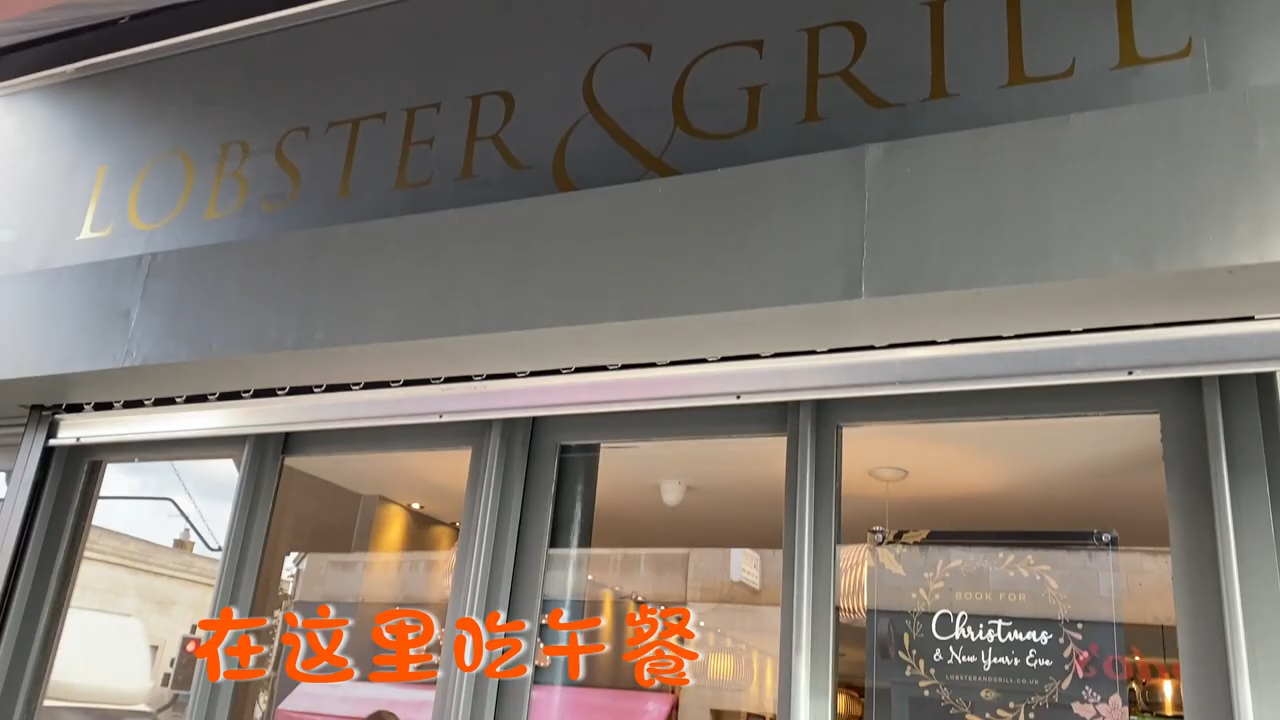 LOBSTER & GRILL
BOOK FOR
Christmas
& New Year's Eve
LOBSTERANDGRILL.CO.UK
在这里吃午餐